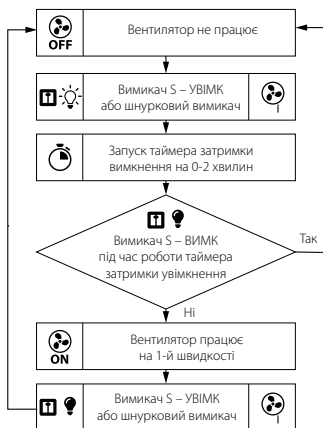 OFF
Вентилятор не працює
Вимикач S – УВІМК
або шнурковий вимикач
Запуск таймера затримки
вимкнення на 0-2 хвилин
Вимикач S – ВИМК
під час роботи таймера
затримки увімкнення
Так
Ні
ON
Вентилятор працює
на 1-й швидкості
Вимикач S – УВІМК
або шнурковий вимикач